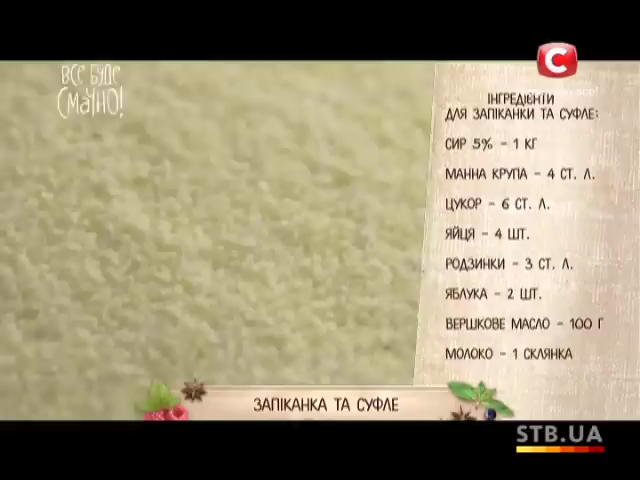 ВСЕ БУДЕ
СМАЧНО!
ІНГРЕДІЄНТИ
ДЛЯ ЗАПІКАНКИ ТА СУФЛЕ:
СИР 5% - 1 КГ
МАННА КРУПА - 4 СТ. Л.
ЦУКОР - 6 СТ. Л.
ЯЙЦЯ - 4 ШТ.
РОДЗИНКИ - 3 СТ. Л.
ЯБЛУКА - 2 ШТ.
ВЕРШКОВЕ МАСЛО - 100 Г
МОЛОКО - 1 СКЛЯНКА
ЗАПІКАНКА ТА СУФЛЕ
STB.UA